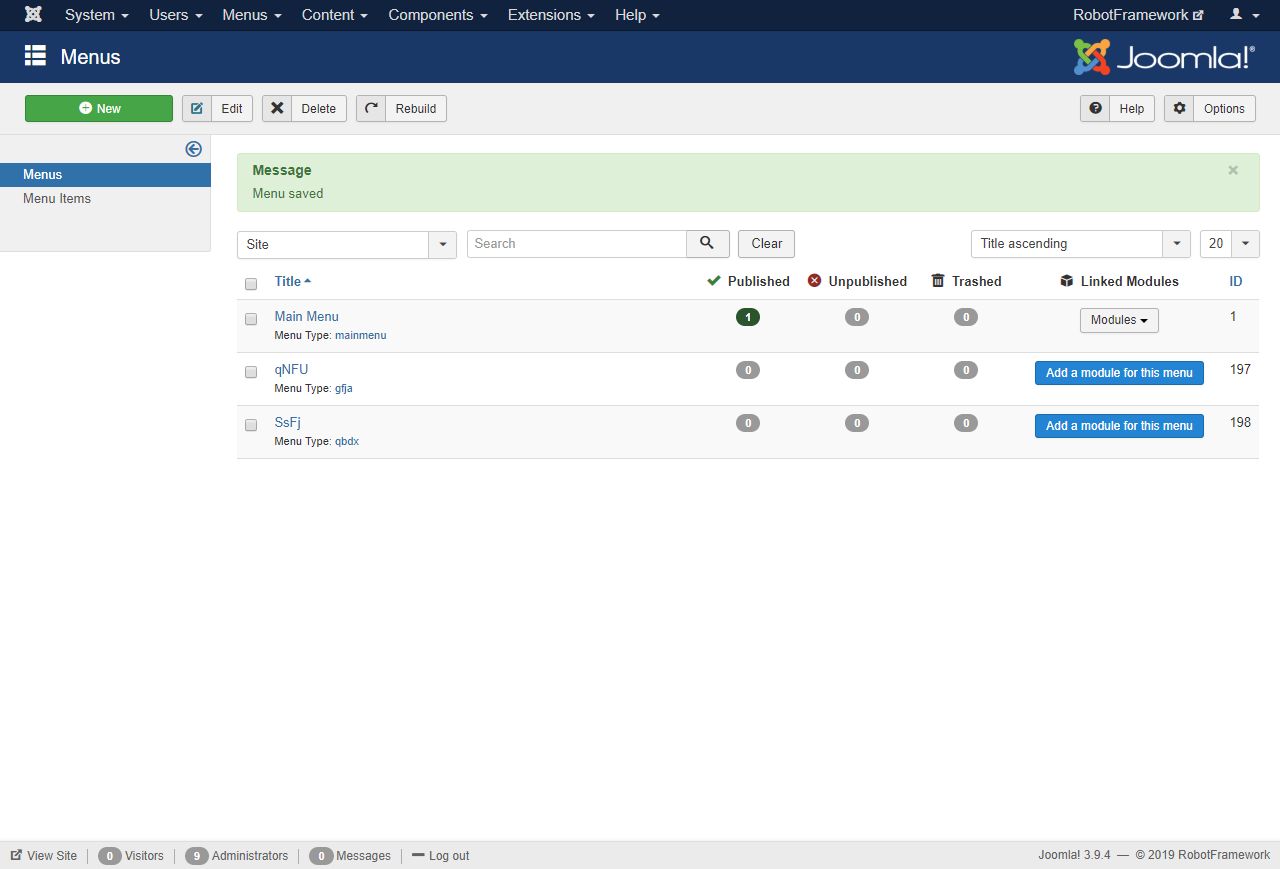 System Users Menus Content Components Extensions Help RobotFramework
Menus Joomla!®
New Edit Delete Rebuild Help Options
Menus
Menu Items
Message ×
Menu saved
Site Search Clear Title ascending 20
Title Published Unpublished Trashed Linked Modules ID
Main Menu 1 0 0 Modules 1
Menu Type: mainmenu
qNFU 0 0 0 Add a module for this menu 197
Menu Type: gfja
SsFj 0 0 0 Add a module for this menu 198
Menu Type: qbdx
View Site 0 Visitors 9 Administrators 0 Messages Log out Joomla! 3.9.4 — © 2019 RobotFramework